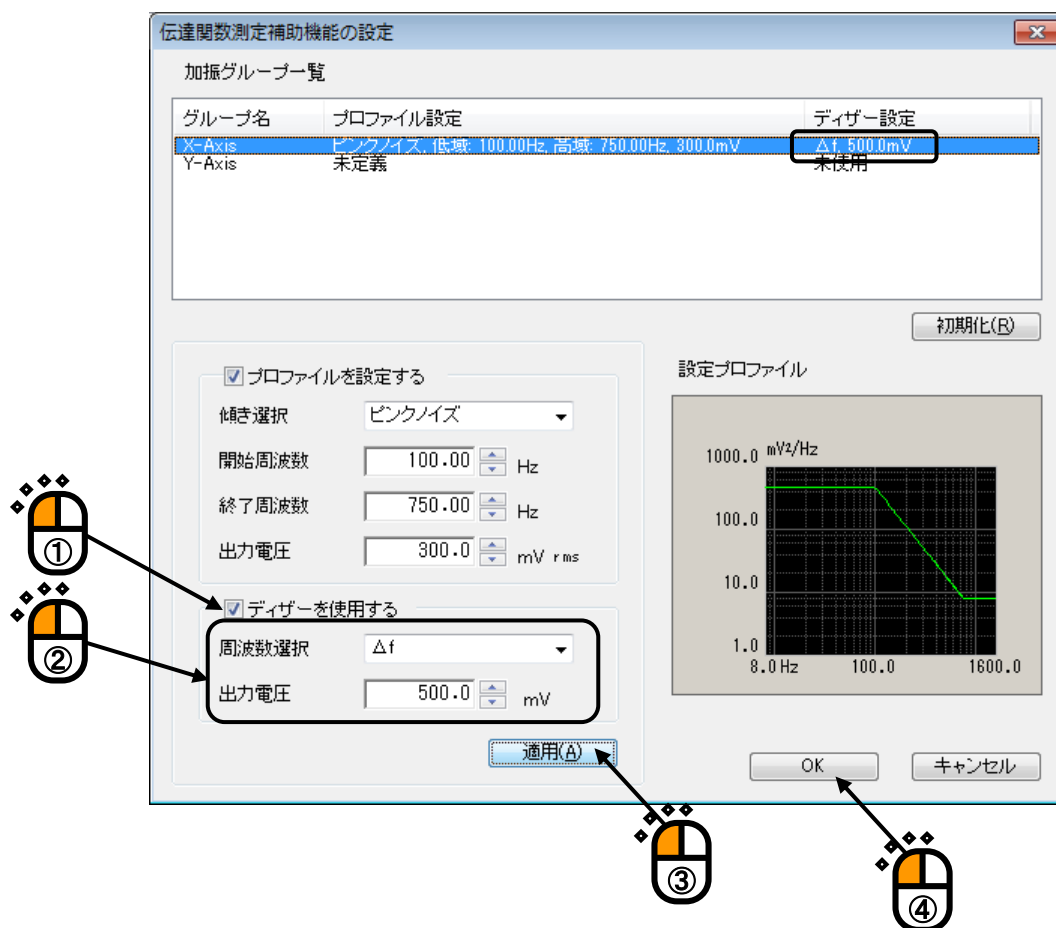 伝達関数測定補助機能の設定
加振グループ一覧
グループ名 プロファイル設定 ディザー設定
X-Axis ピンクノイズ, 低域: 100.00Hz, 高域: 750.00Hz, 300.0mV Δf, 500.0mV
Y-Axis 未定義 未使用
初期化(R)
プロファイルを設定する
傾き選択 ピンクノイズ
開始周波数 100.00 Hz
終了周波数 750.00 Hz
出力電圧 300.0 mV rms
①
ディザーを使用する
②
周波数選択 Δf
出力電圧 500.0 mV
適用(A)
設定プロファイル
1000.0 mV²/Hz
100.0
10.0
1.0
8.0 Hz 100.0 1600.0
OK キャンセル
③
④